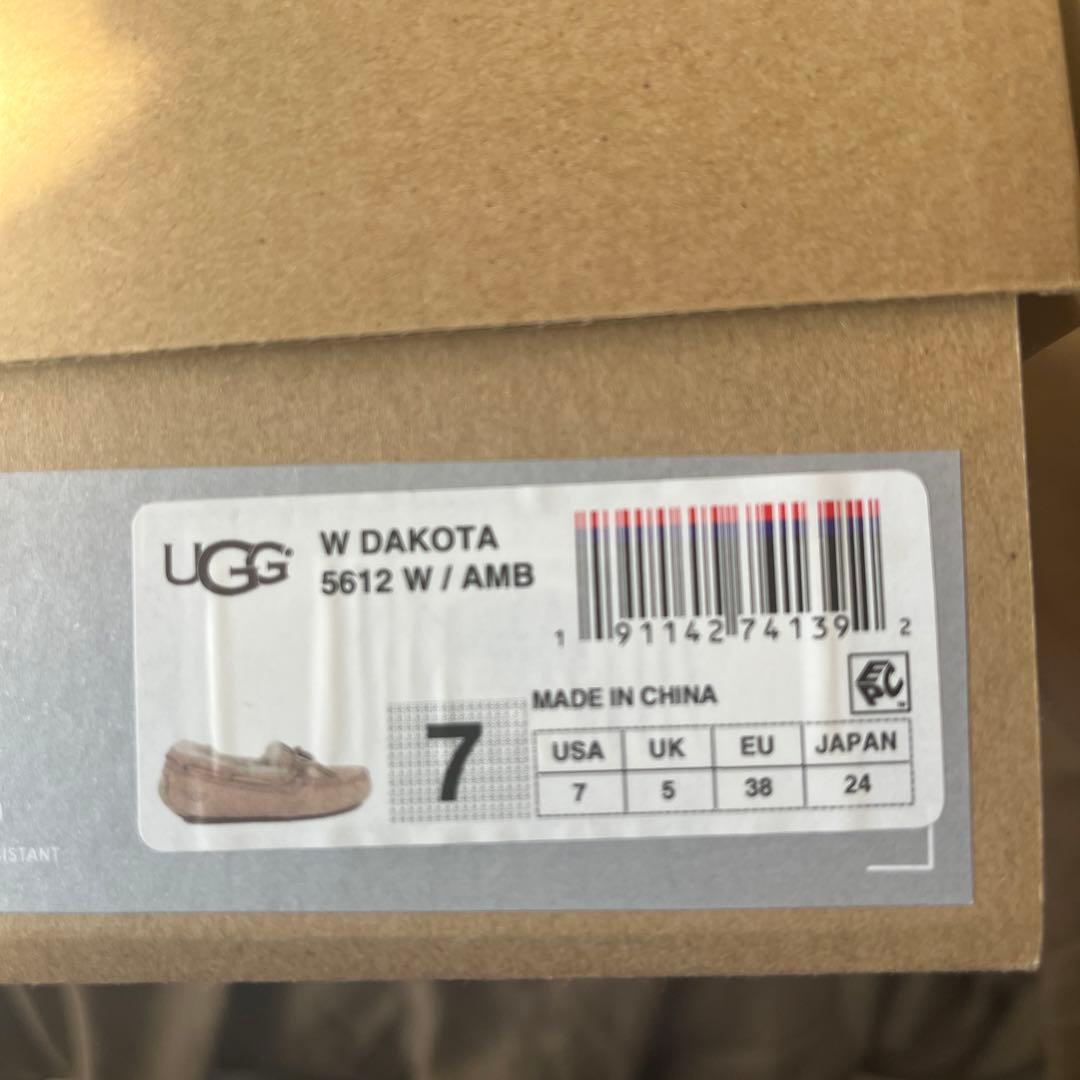 UGG
W DAKOTA
5612 W / AMB
1 91142 74139 2
MADE IN CHINA
EPC
7
USA UK EU JAPAN
7 5 38 24